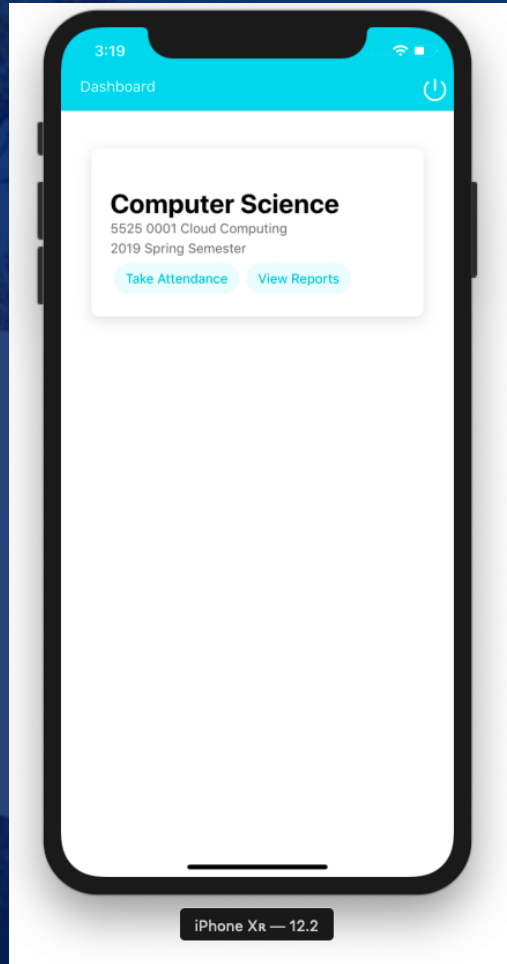 3:19
Dashboard
Computer Science
5525 0001 Cloud Computing
2019 Spring Semester
Take Attendance View Reports
iPhone Xʀ — 12.2